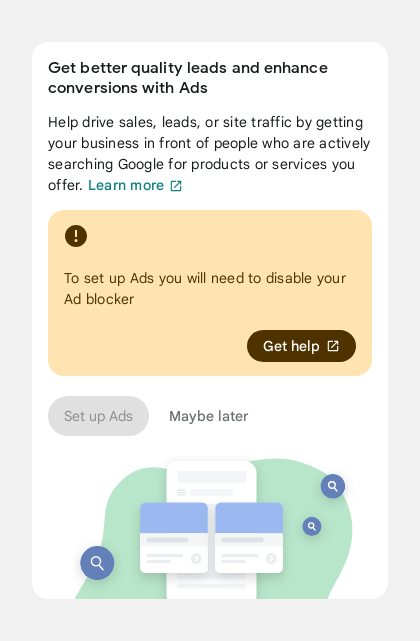 Get better quality leads and enhance
conversions with Ads
Help drive sales, leads, or site traffic by getting
your business in front of people who are actively
searching Google for products or services you
offer. Learn more
To set up Ads you will need to disable your
Ad blocker
Get help
Set up Ads
Maybe later